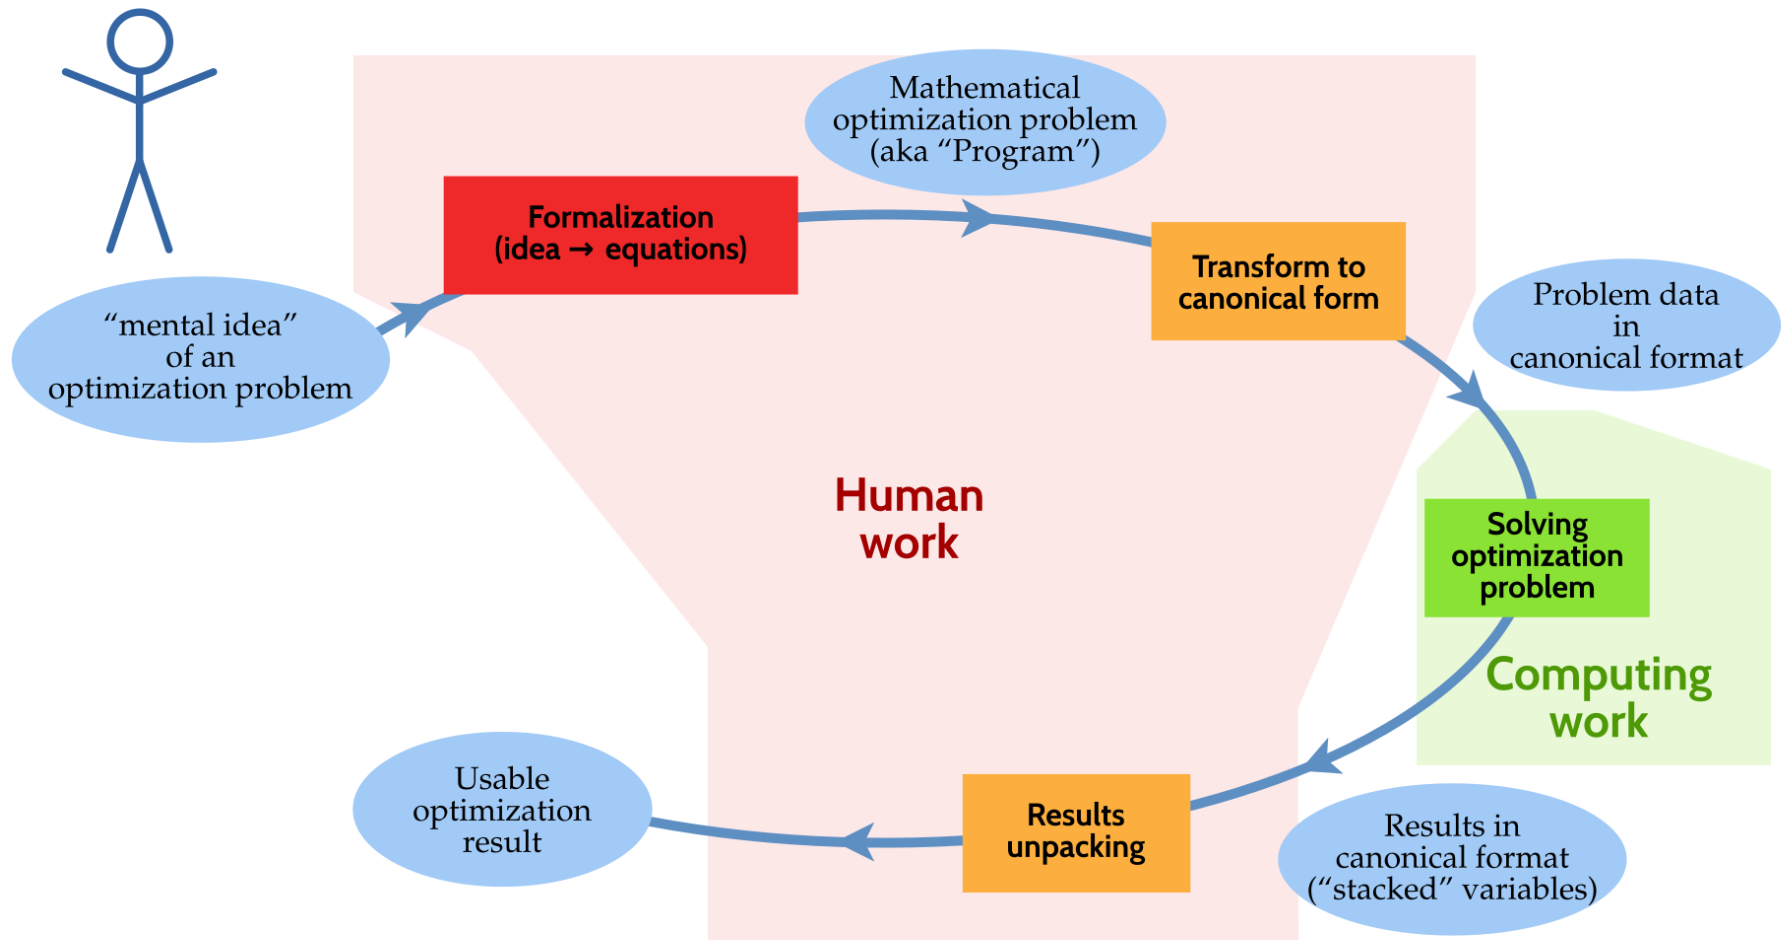 Mathematical
optimization problem
(aka “Program”)
Formalization
(idea → equations)
Transform to
canonical form
“mental idea”
of an
optimization problem
Problem data
in
canonical format
Human
work
Solving
optimization
problem
Computing
work
Usable
optimization
result
Results
unpacking
Results in
canonical format
(“stacked” variables)